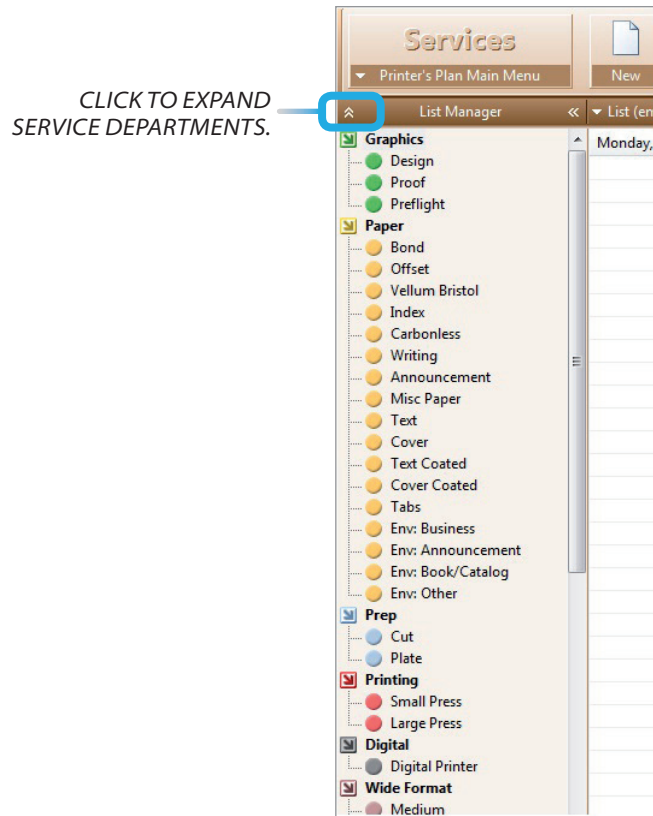 Services
Printer's Plan Main Menu
New
CLICK TO EXPAND
SERVICE DEPARTMENTS.
List Manager
List (en
Graphics
Monday,
Design
Proof
Preflight
Paper
Bond
Offset
Vellum Bristol
Index
Carbonless
Writing
Announcement
Misc Paper
Text
Cover
Text Coated
Cover Coated
Tabs
Env: Business
Env: Announcement
Env: Book/Catalog
Env: Other
Prep
Cut
Plate
Printing
Small Press
Large Press
Digital
Digital Printer
Wide Format
Medium